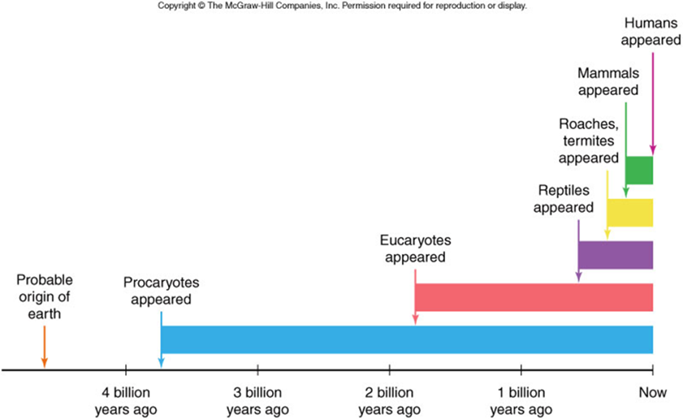 Copyright © The McGraw-Hill Companies, Inc. Permission required for reproduction or display.
Humans
appeared
Mammals
appeared
Roaches,
termites
appeared
Reptiles
appeared
Eucaryotes
appeared
Probable
origin of
earth
Procaryotes
appeared
4 billion
years ago
3 billion
years ago
2 billion
years ago
1 billion
years ago
Now